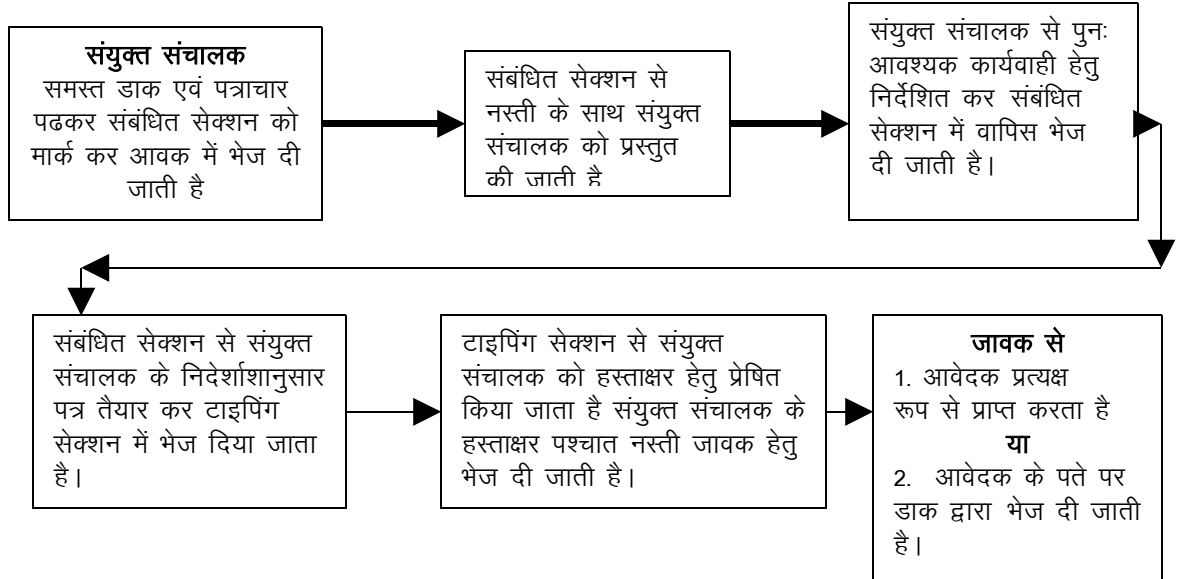 संयुक्त संचालक
समस्त डाक एवं पत्राचार
पढकर संबंधित सेक्शन को
मार्क कर आवक में भेज दी
जाती है
संबंधित सेक्शन से
नस्ती के साथ संयुक्त
संचालक को प्रस्तुत
की जाती है
संयुक्त संचालक से पुनः
आवश्यक कार्यवाही हेतु
निर्देशित कर संबंधित
सेक्शन में वापिस भेज
दी जाती है।
संबंधित सेक्शन से संयुक्त
संचालक के निदेर्शाशानुसार
पत्र तैयार कर टाइपिंग
सेक्शन में भेज दिया जाता
है।
टाइपिंग सेक्शन से संयुक्त
संचालक को हस्ताक्षर हेतु प्रेषित
किया जाता है संयुक्त संचालक के
हस्ताक्षर पश्चात नस्ती जावक हेतु
भेज दी जाती है।
जावक से
1. आवेदक प्रत्यक्ष
रूप से प्राप्त करता है
या
2. आवेदक के पते पर
डाक द्वारा भेज दी जाती
है।